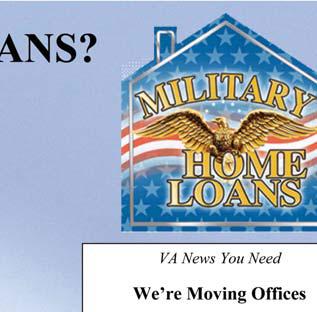 ANS?
MILITARY
HOME
LOANS
VA News You Need
We're Moving Offices